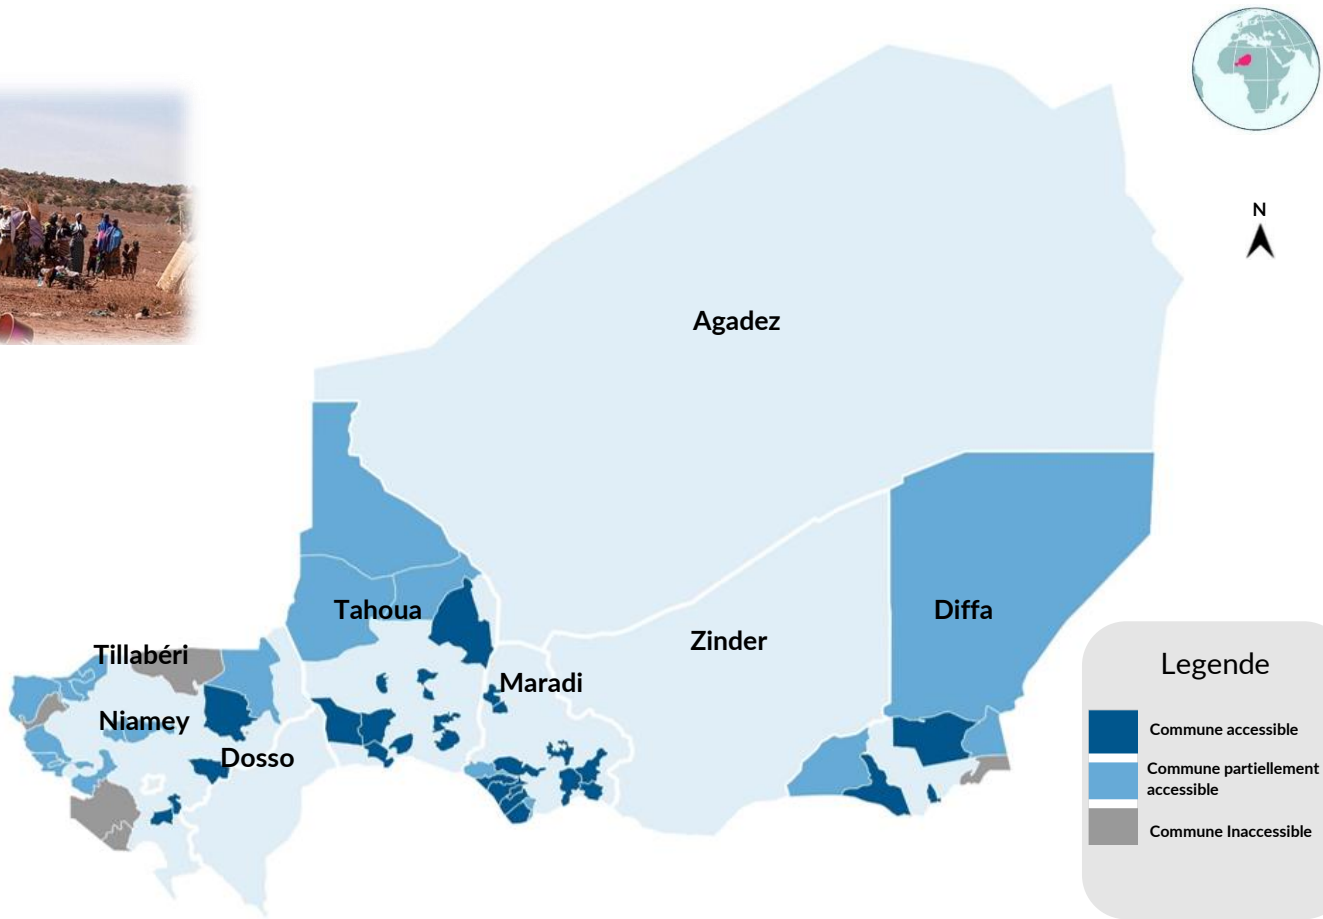 N
Agadez
Tahoua
Diffa
Zinder
Tillabéri
Maradi
Niamey
Dosso
Legende
Commune accessible
Commune partiellement
accessible
Commune Inaccessible